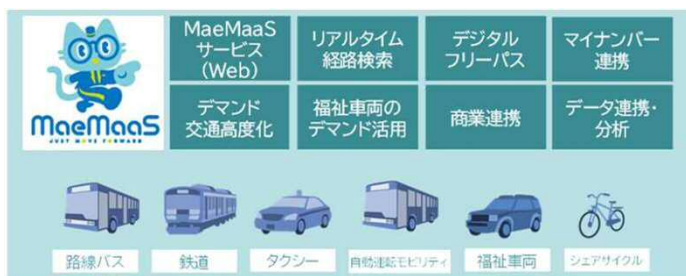 MaeMaaS
サービス
(Web)
リアルタイム
経路検索
デジタル
フリーパス
マイナンバー
連携
MaeMaaS
JUST MOVE FORWARD
デマンド
交通高度化
福祉車両の
デマンド活用
商業連携
データ連携・
分析
路線バス
鉄道
タクシー
自動運転モビリティ
福祉車両
シェアサイクル